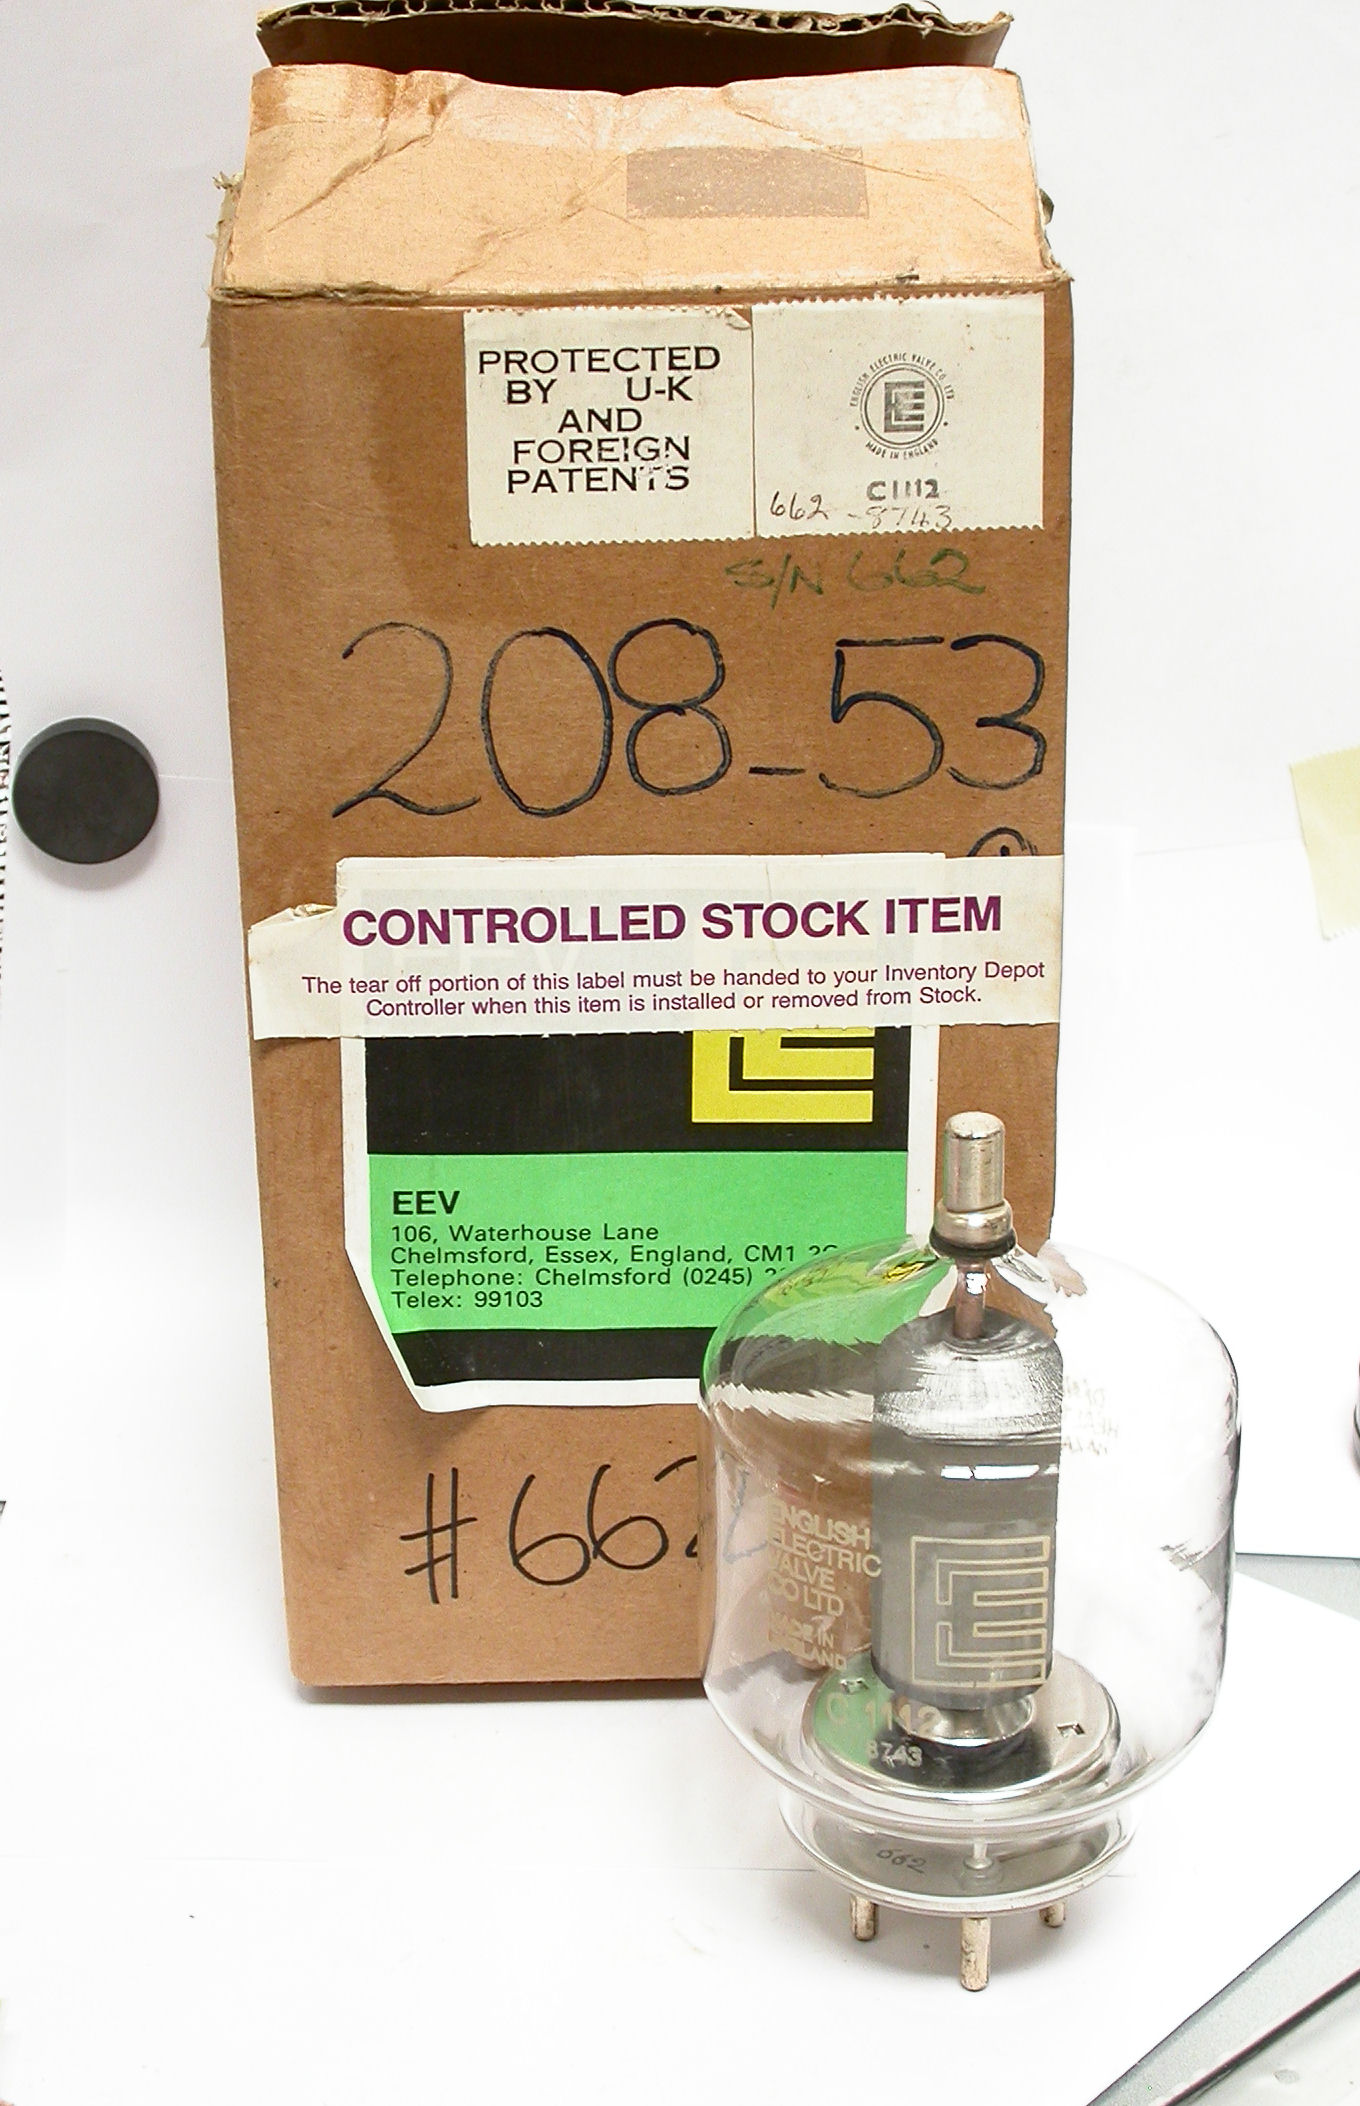 PROTECTED
BY U-K
AND
FOREIGN
PATENTS
ENGLISH ELECTRIC VALVE CO. LTD
MADE IN ENGLAND
C1112
662 -8743
S/N 662
208-53
CONTROLLED STOCK ITEM
The tear off portion of this label must be handed to your Inventory Depot
Controller when this item is installed or removed from Stock.
EEV
106, Waterhouse Lane
Chelmsford, Essex, England, CM1
Telephone: Chelmsford (0245)
Telex: 99103
#662
ENGLISH
ELECTRIC
VALVE
CO LTD
MADE IN
ENGLAND
C1112
8743
662